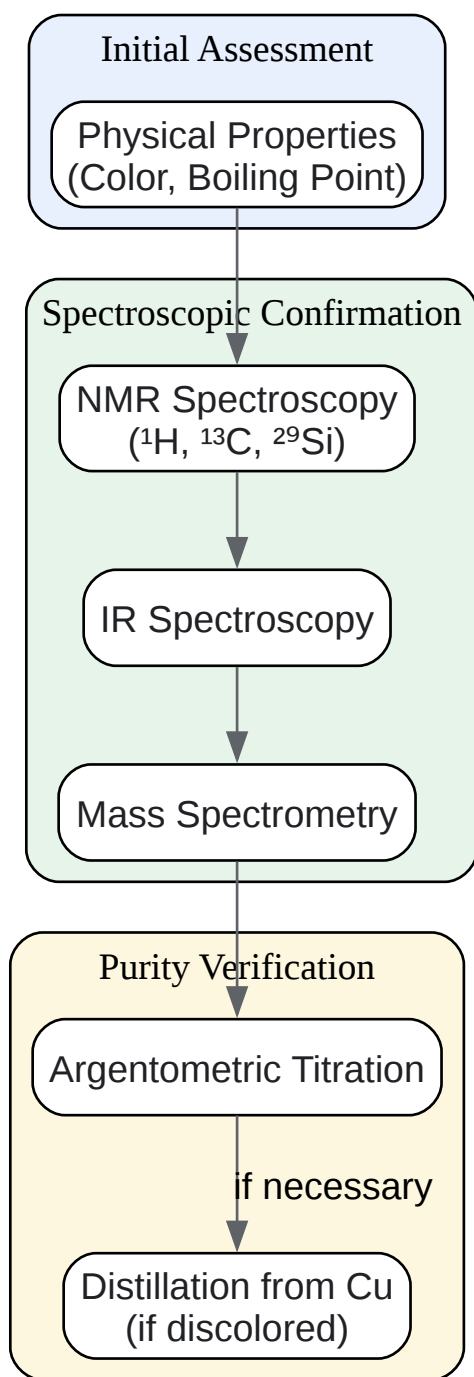 Initial Assessment
Physical Properties
(Color, Boiling Point)
Spectroscopic Confirmation
NMR Spectroscopy
(¹H, ¹³C, ²⁹Si)
IR Spectroscopy
Mass Spectrometry
Purity Verification
Argentometric Titration
if necessary
Distillation from Cu
(if discolored)